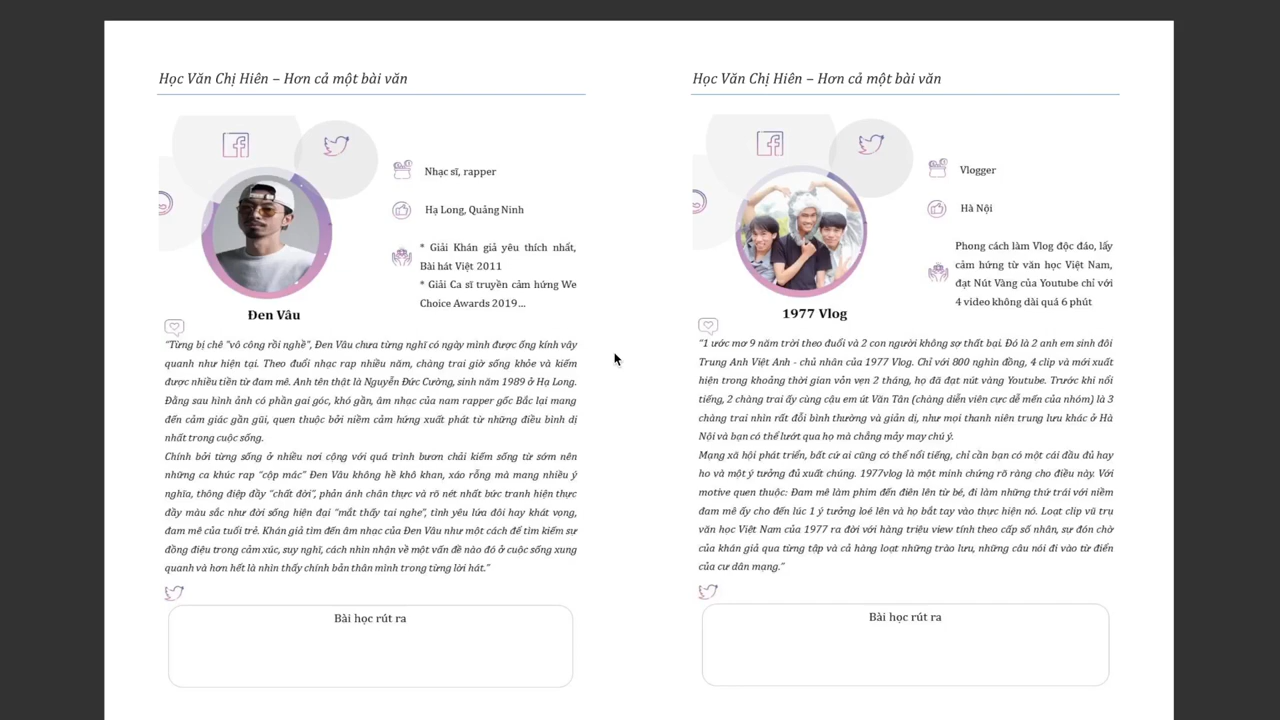 Học Văn Chị Hiên – Hơn cả một bài văn
Nhạc sĩ, rapper
Hạ Long, Quảng Ninh
* Giải Khán giả yêu thích nhất,
Bài hát Việt 2011
* Giải Ca sĩ truyền cảm hứng We
Choice Awards 2019...
Đen Vâu
"Từng bị chê "vô công rồi nghề", Đen Vâu chưa từng nghĩ có ngày mình được ống kính vây
quanh như hiện tại. Theo đuổi nhạc rap nhiều năm, chàng trai giờ sống khỏe và kiếm
được nhiều tiền từ đam mê. Anh tên thật là Nguyễn Đức Cường, sinh năm 1989 ở Hạ Long.
Đằng sau hình ảnh có phần gai góc, khó gần, âm nhạc của nam rapper gốc Bắc lại mang
đến cảm giác gần gũi, quen thuộc bởi niềm cảm hứng xuất phát từ những điều bình dị
nhất trong cuộc sống.
Chính bởi từng sống ở nhiều nơi cộng với quá trình bươn chải kiếm sống từ sớm nên
những ca khúc rap “cộp mác” Đen Vâu không hề khô khan, xáo rỗng mà mang nhiều ý
nghĩa, thông điệp đầy “chất đời”, phản ánh chân thực và rõ nét nhất bức tranh hiện thực
đầy màu sắc như đời sống hiện đại “mắt thấy tai nghe”, tình yêu lứa đôi hay khát vọng,
đam mê của tuổi trẻ. Khán giả tìm đến âm nhạc của Đen Vâu như một cách để tìm kiếm sự
đồng điệu trong cảm xúc, suy nghĩ, cách nhìn nhận về một vấn đề nào đó ở cuộc sống xung
quanh và hơn hết là nhìn thấy chính bản thân mình trong từng lời hát.”
Bài học rút ra
Học Văn Chị Hiên – Hơn cả một bài văn
Vlogger
Hà Nội
Phong cách làm Vlog độc đáo, lấy
cảm hứng từ văn học Việt Nam,
đạt Nút Vàng của Youtube chỉ với
4 video không dài quá 6 phút
1977 Vlog
"1 ước mơ 9 năm trời theo đuổi và 2 con người không sợ thất bại. Đó là 2 anh em sinh đôi
Trung Anh Việt Anh - chủ nhân của 1977 Vlog. Chỉ với 800 nghìn đồng, 4 clip và mới xuất
hiện trong khoảng thời gian vỏn vẹn 2 tháng, họ đã đạt nút vàng Youtube. Trước khi nổi
tiếng, 2 chàng trai ấy cùng cậu em út Văn Tân (chàng diễn viên cực dễ mến của nhóm) là 3
chàng trai nhìn rất đỗi bình thường và giản dị, như mọi thanh niên trung lưu khác ở Hà
Nội và bạn có thể lướt qua họ mà chẳng mảy may chú ý.
Mạng xã hội phát triển, bất cứ ai cũng có thể nổi tiếng, chỉ cần bạn có một cái đầu đủ hay
ho và một ý tưởng đủ xuất chúng. 1977vlog là một minh chứng rõ ràng cho điều này. Với
motive quen thuộc: Đam mê làm phim đến điên lên từ bé, đi làm những thứ trái với niềm
đam mê ấy cho đến lúc 1 ý tưởng loé lên và họ bắt tay vào thực hiện nó. Loạt clip vũ trụ
văn học Việt Nam của 1977 ra đời với hàng triệu view tính theo cấp số nhân, sự đón chờ
của khán giả qua từng tập và cả hàng loạt những trào lưu, những câu nói đi vào từ điển
của cư dân mạng.”
Bài học rút ra